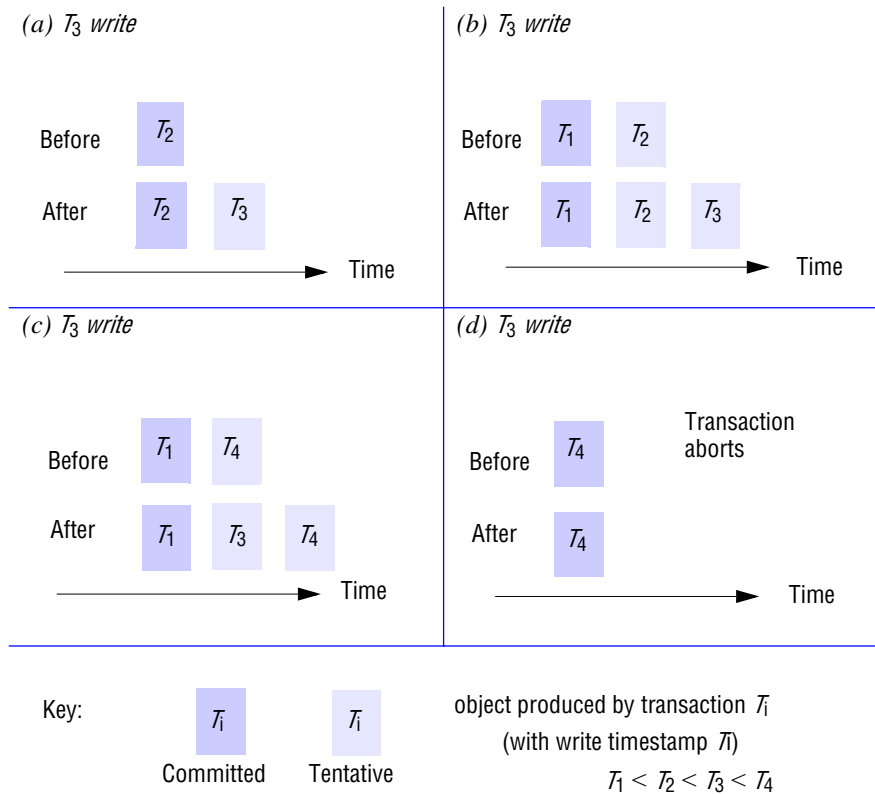 (a) T3 write
Before
T2
After
T2 T3
Time
(b) T3 write
Before
T1 T2
After
T1 T2 T3
Time
(c) T3 write
Before
T1 T4
After
T1 T3 T4
Time
(d) T3 write
Transaction
aborts
Before
T4
After
T4
Time
Key:
Ti
Committed
Ti
Tentative
object produced by transaction Ti
(with write timestamp Ti)
T1 < T2 < T3 < T4